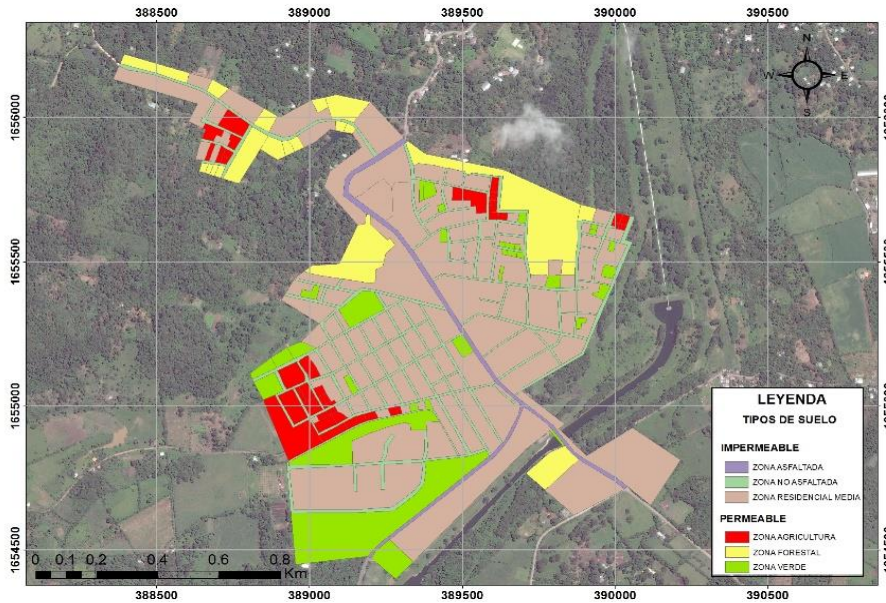 388500 389000 389500 390000 390500
1656000
1655500
1655000
1654500
N
W E
S
LEYENDA
TIPOS DE SUELO
IMPERMEABLE
ZONA ASFALTADA
ZONA NO ASFALTADA
ZONA RESIDENCIAL MEDIA
PERMEABLE
ZONA AGRICULTURA
ZONA FORESTAL
ZONA VERDE
0 0.1 0.2 0.4 0.6 0.8
Km
388500 389000 389500 390000 390500